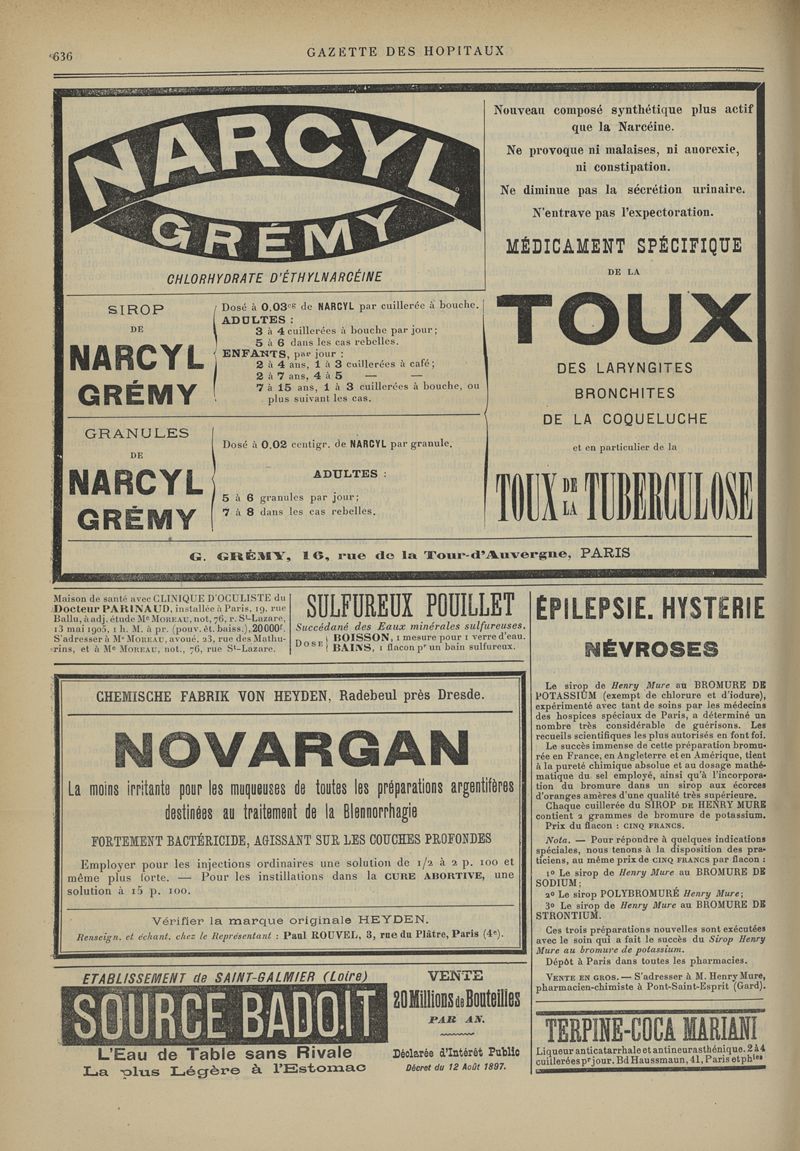 636
GAZETTE DES HOPITAUX
NARCYL
GRÉMY
CHLORHYDRATE D'ÉTHYLNARCÉINE
Nouveau composé synthétique plus actif
que la Narcéine.
Ne provoque ni malaises, ni anorexie,
ni constipation.
Ne diminue pas la sécrétion urinaire.
N'entrave pas l'expectoration.
MÉDICAMENT SPÉCIFIQUE
DE LA
TOUX
DES LARYNGITES
BRONCHITES
DE LA COQUELUCHE
et en particulier de la
TOUX DE LA TUBERCULOSE
SIROP
DE
NARCYL
GRÉMY
Dosé à 0.03cg de NARCYL par cuillerée à bouche.
ADULTES :
3 à 4 cuillerées à bouche par jour;
5 à 6 dans les cas rebelles.
ENFANTS, par jour :
2 à 4 ans, 1 à 3 cuillerées à café;
2 à 7 ans, 4 à 5 — —
7 à 15 ans, 1 à 3 cuillerées à bouche, ou
plus suivant les cas.
GRANULES
DE
NARCYL
GRÉMY
Dosé à 0,02 centigr. de NARCYL par granule.
ADULTES :
5 à 6 granules par jour;
7 à 8 dans les cas rebelles.
G. GRÉMY, 16, rue de la Tour-d'Auvergne, PARIS
Maison de santé avec CLINIQUE D'OCULISTE du
Docteur PARINAUD, installée à Paris, 19, rue
Ballu, à adj. étude Me MOREAU, not, 76, r. St-Lazare,
13 mai 1905, 1 h. M. à pr. (pouv. êt. baiss.), 20000f.
S'adresser à Me MOREAU, avoué, 23, rue des Mathu-
rins, et à Me MOREAU, not., 76, rue St-Lazare.
SULFUREUX POUILLET
Succédané des Eaux minérales sulfureuses.
DOSE { BOISSON, 1 mesure pour 1 verre d'eau.
BAINS, 1 flacon pr un bain sulfureux.
CHEMISCHE FABRIK VON HEYDEN, Radebeul près Dresde.
NOVARGAN
La moins irritante pour les muqueuses de toutes les préparations argentifères
destinées au traitement de la Blennorrhagie
FORTEMENT BACTÉRICIDE, AGISSANT SUR LES COUCHES PROFONDES
Employer pour les injections ordinaires une solution de 1/2 à 2 p. 100 et
même plus forte. — Pour les instillations dans la CURE ABORTIVE, une
solution à 15 p. 100.
Vérifier la marque originale HEYDEN.
Renseign. et échant. chez le Représentant : Paul ROUVEL, 3, rue du Plâtre, Paris (4e).
ETABLISSEMENT de SAINT-GALMIER (Loire)
SOURCE BADOIT
L'Eau de Table sans Rivale
La plus Légère à l'Estomac
VENTE
20 Millions de Bouteilles
PAR AN.
Déclarée d'Intérêt Public
Décret du 12 Août 1897.
ÉPILEPSIE. HYSTÉRIE
NÉVROSES
Le sirop de Henry Mure au BROMURE DE
POTASSIUM (exempt de chlorure et d'iodure),
expérimenté avec tant de soins par les médecins
des hospices spéciaux de Paris, a déterminé un
nombre très considérable de guérisons. Les
recueils scientifiques les plus autorisés en font foi.
Le succès immense de cette préparation bromu-
rée en France, en Angleterre et en Amérique, tient
à la pureté chimique absolue et au dosage mathé-
matique du sel employé, ainsi qu'à l'incorpora-
tion du bromure dans un sirop aux écorces
d'oranges amères d'une qualité très supérieure.
Chaque cuillerée du SIROP DE HENRY MURE
contient 2 grammes de bromure de potassium.
Prix du flacon : CINQ FRANCS.
Nota. — Pour répondre à quelques indications
spéciales, nous tenons à la disposition des pra-
ticiens, au même prix de CINQ FRANCS par flacon :
1o Le sirop de Henry Mure au BROMURE DE
SODIUM;
2o Le sirop POLYBROMURÉ Henry Mure;
3o Le sirop de Henry Mure au BROMURE DE
STRONTIUM.
Ces trois préparations nouvelles sont exécutées
avec le soin qui a fait le succès du Sirop Henry
Mure au bromure de potassium.
Dépôt à Paris dans toutes les pharmacies.
VENTE EN GROS. — S'adresser à M. Henry Mure,
pharmacien-chimiste à Pont-Saint-Esprit (Gard).
TERPINE-COCA MARIANI
Liqueur anticatarrhale et antineurasthénique. 2 à 4
cuillerées pr jour. Bd Haussmann, 41, Paris et phies